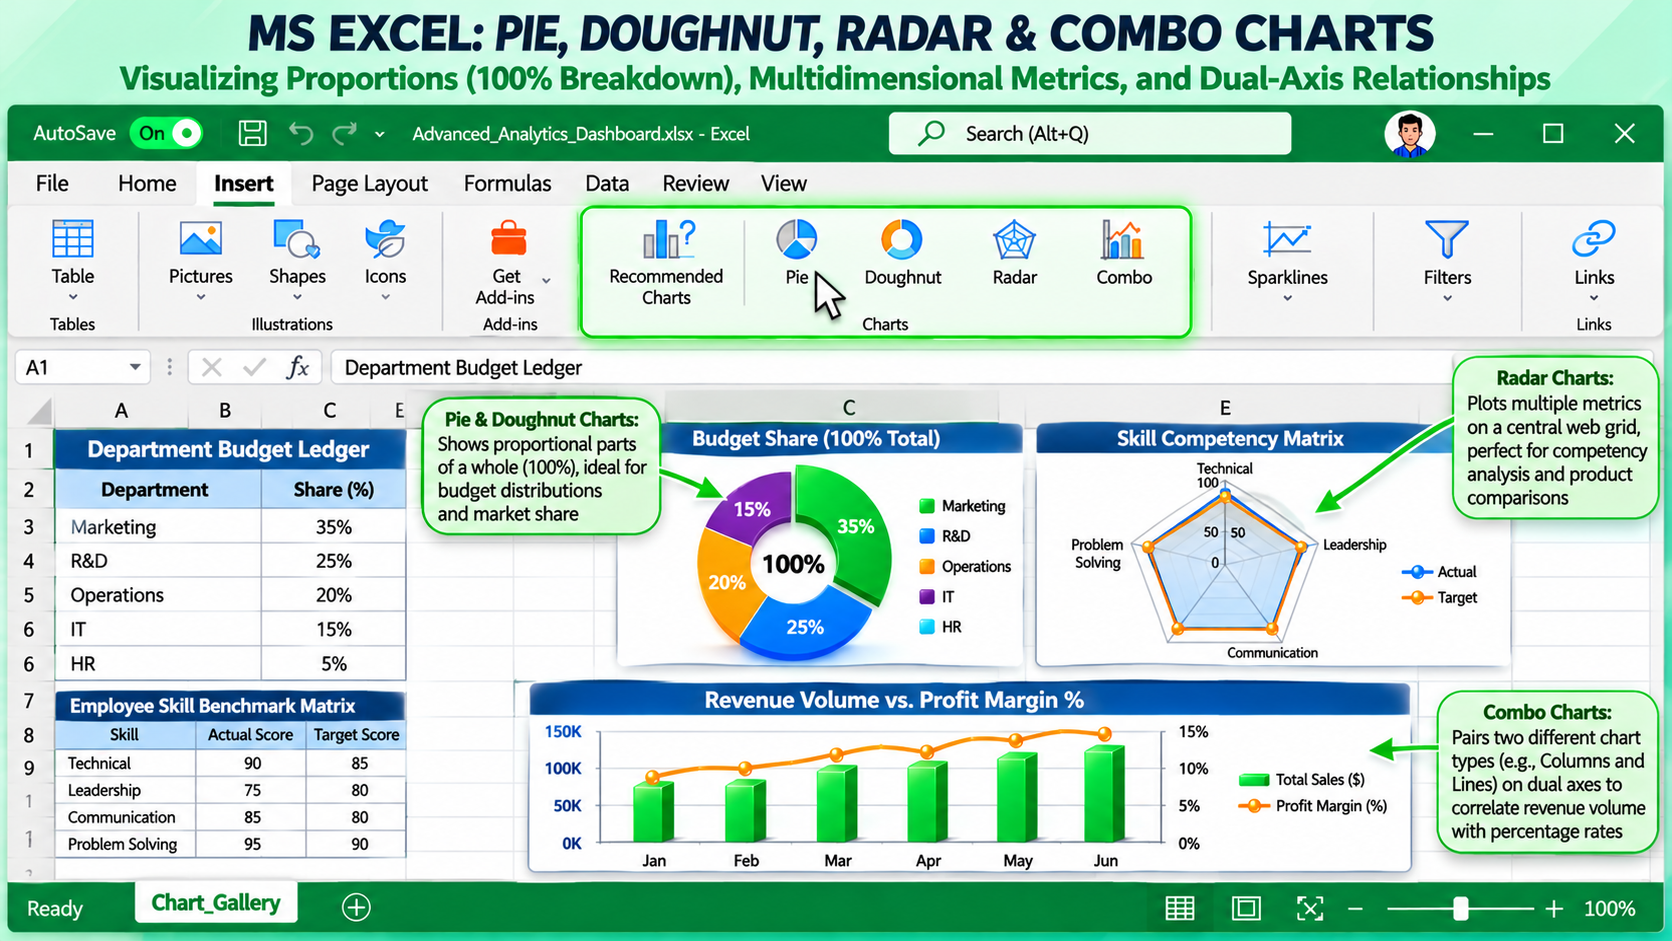 MS EXCEL: PIE, DOUGHNUT, RADAR & COMBO CHARTS
Visualizing Proportions (100% Breakdown), Multidimensional Metrics, and Dual-Axis Relationships
AutoSave On Advanced_Analytics_Dashboard.xlsx - Excel Search (Alt+Q)
File Home Insert Page Layout Formulas Data Review View
Table Pictures Shapes Icons Get Add-ins Recommended Charts Pie Doughnut Radar Combo Sparklines Filters Links
Tables Illustrations Add-ins Charts Links
A1 fx Department Budget Ledger
A B C E C E
1 Department Budget Ledger
2 Department Share (%)
3 Marketing 35%
4 R&D 25%
5 Operations 20%
6 IT 15%
6 HR 5%
7 Employee Skill Benchmark Matrix
8 Skill Actual Score Target Score
9 Technical 90 85
Leadership 75 80
1
Communication 85 80
1
Problem Solving 95 90
Pie & Doughnut Charts:
Shows proportional parts
of a whole (100%), ideal for
budget distributions
and market share
Budget Share (100% Total)
15%
35%
100%
20%
25%
Marketing
R&D
Operations
IT
HR
Skill Competency Matrix
Technical
100
50 50
0
Problem
Solving
Leadership
Communication
Actual
Target
Radar Charts:
Plots multiple metrics
on a central web grid,
perfect for competency
analysis and product
comparisons
Revenue Volume vs. Profit Margin %
150K 15%
100K 10%
50K 5%
0K 0%
Jan Feb Mar Apr May Jun
Total Sales ($)
Profit Margin (%)
Combo Charts:
Pairs two different chart
types (e.g., Columns and
Lines) on dual axes to
correlate revenue volume
with percentage rates
Ready Chart_Gallery 100%